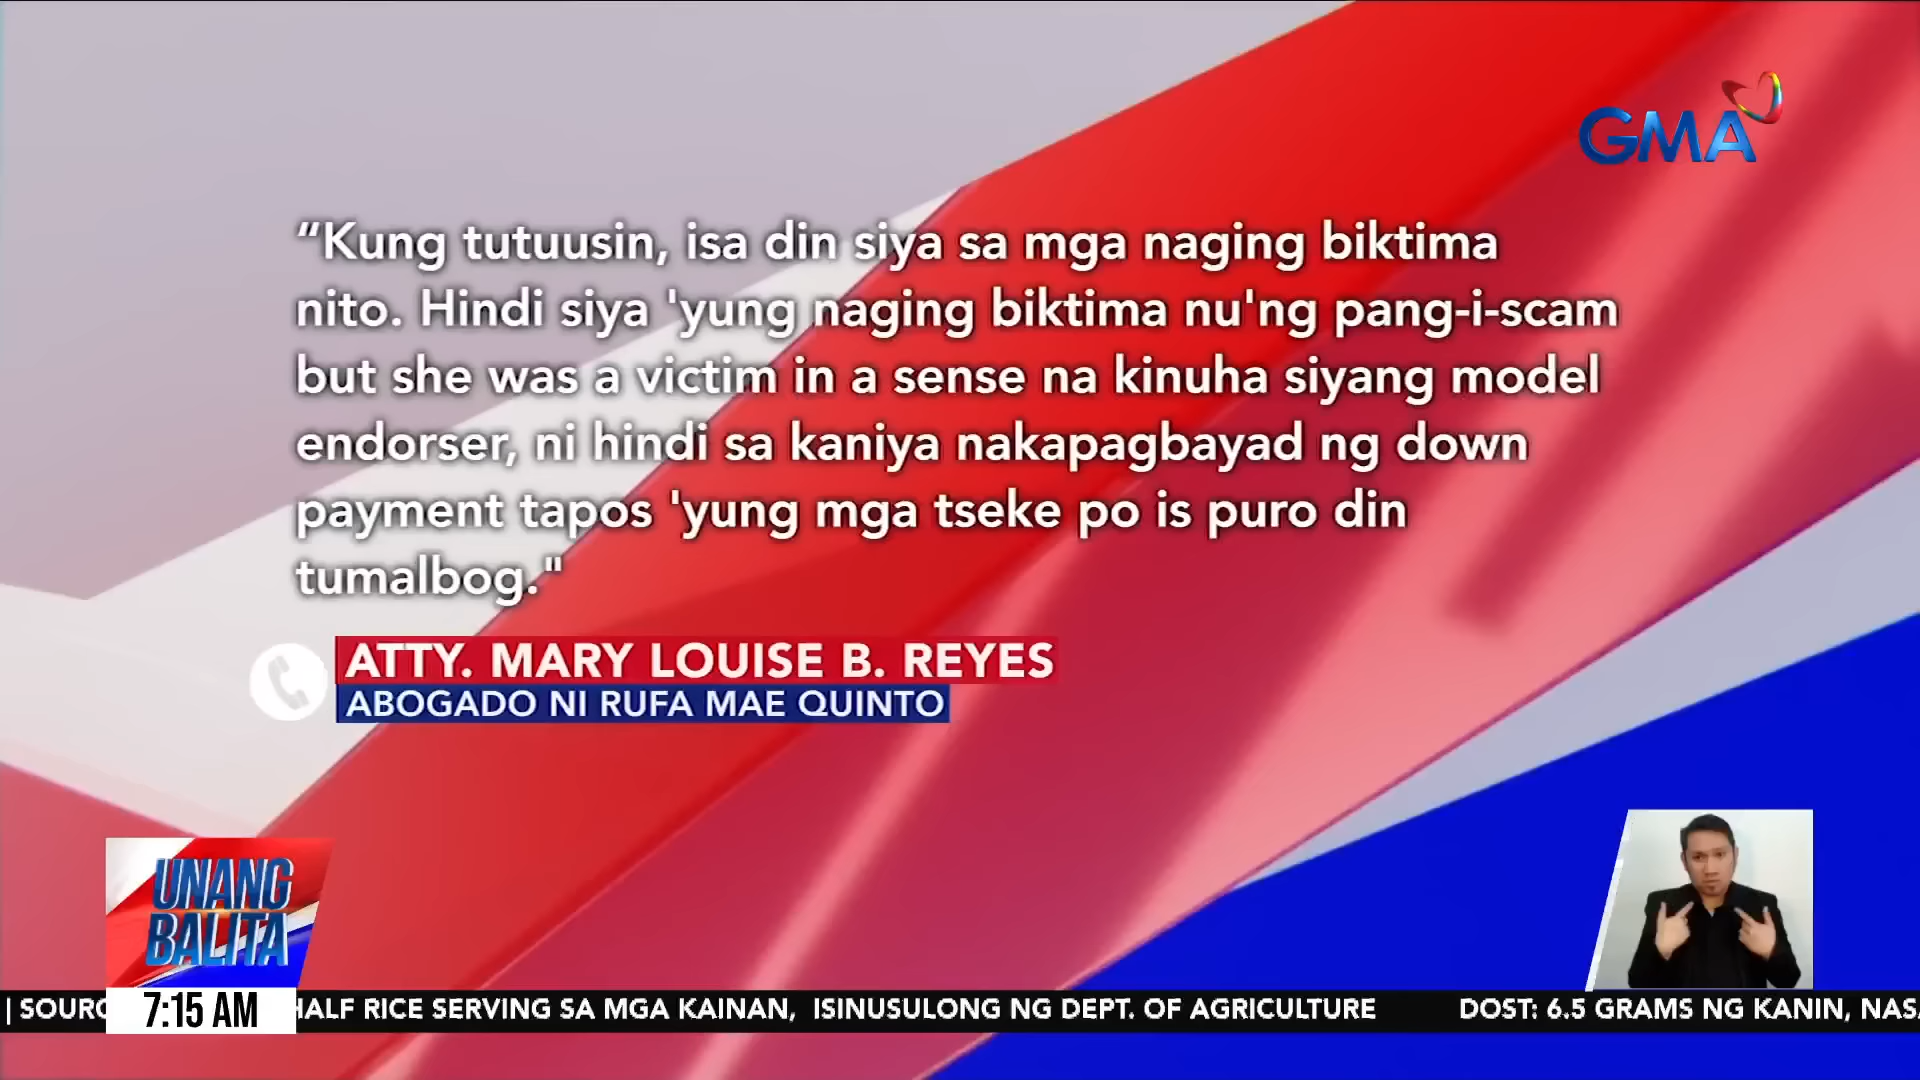 GMA
“Kung tutuusin, isa din siya sa mga naging biktima
nito. Hindi siya 'yung naging biktima nu'ng pang-i-scam
but she was a victim in a sense na kinuha siyang model
endorser, ni hindi sa kaniya nakapagbayad ng down
payment tapos 'yung mga tseke po is puro din
tumalbog."
ATTY. MARY LOUISE B. REYES
ABOGADO NI RUFA MAE QUINTO
UNANG
BALITA
7:15 AM
HALF RICE SERVING SA MGA KAINAN, ISINUSULONG NG DEPT. OF AGRICULTURE DOST: 6.5 GRAMS NG KANIN,